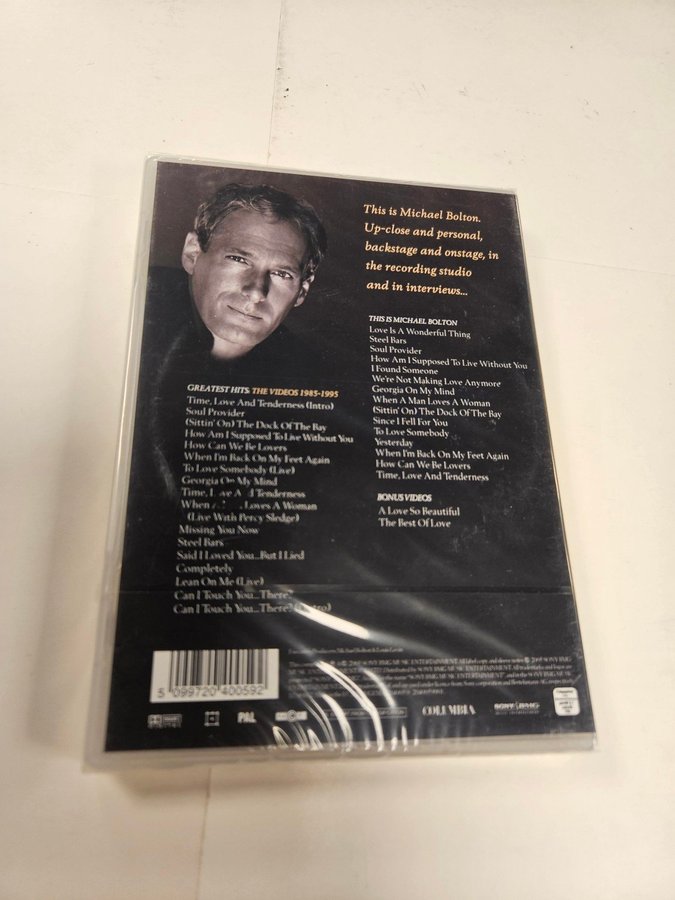 This is Michael Bolton.
Up-close and personal,
backstage and onstage, in
the recording studio
and in interviews...
THIS IS MICHAEL BOLTON
Love Is A Wonderful Thing
Steel Bars
Soul Provider
How Am I Supposed To Live Without You
I Found Someone
We're Not Making Love Anymore
Georgia On My Mind
When A Man Loves A Woman
(Sittin' On) The Dock Of The Bay
Since I Fell For You
To Love Somebody
Yesterday
When I'm Back On My Feet Again
How Can We Be Lovers
Time, Love And Tenderness
BONUS VIDEOS
A Love So Beautiful
The Best Of Love
GREATEST HITS: THE VIDEOS 1985-1995
Time, Love And Tenderness (Intro)
Soul Provider
(Sittin' On) The Dock Of The Bay
How Am I Supposed To Live Without You
How Can We Be Lovers
When I'm Back On My Feet Again
To Love Somebody (Live)
Georgia On My Mind
Time, Love And Tenderness
When Loves A Woman
(Live With Percy Sledge)
Missing You Now
Steel Bars
Said I Loved You...But I Lied
Completely
Lean On Me (Live)
Can I Touch You...There?
Can I Touch You...There?
5 099720 400592
PAL
COLUMBIA
SONY BMG
MUSIC ENTERTAINMENT